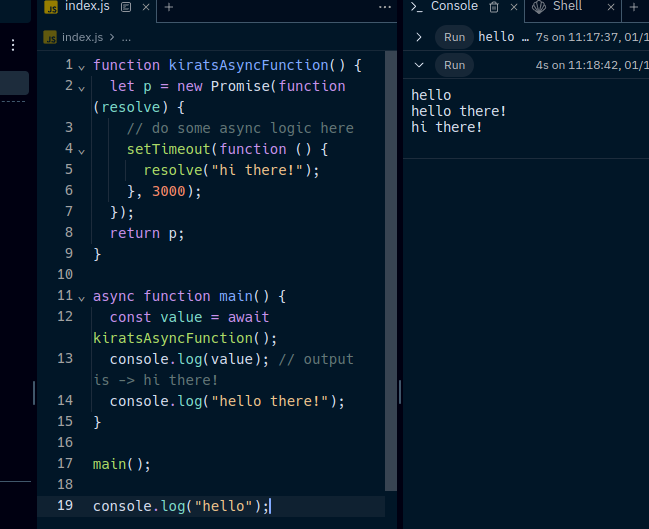 index.js
Console
Shell
index.js > ...
Run hello … 7s on 11:17:37, 01/1
Run 4s on 11:18:42, 01/1
1 function kiratsAsyncFunction() {
2 let p = new Promise(function
(resolve) {
3 // do some async logic here
4 setTimeout(function () {
5 resolve("hi there!");
6 }, 3000);
7 });
8 return p;
9 }
10
11 async function main() {
12 const value = await
kiratsAsyncFunction();
13 console.log(value); // output
is -> hi there!
14 console.log("hello there!");
15 }
16
17 main();
18
19 console.log("hello");
hello
hello there!
hi there!